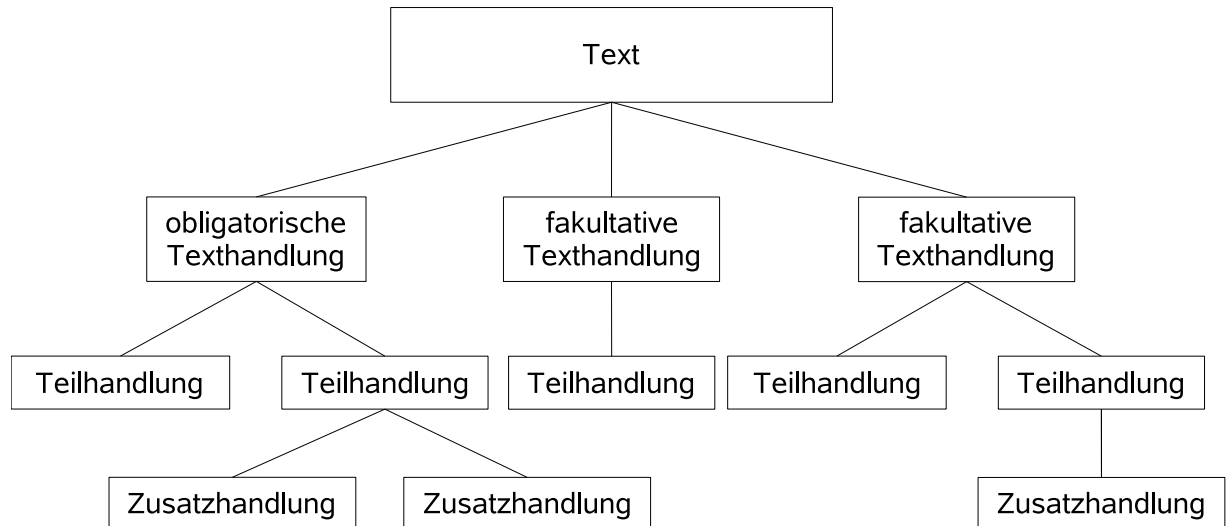 Text
obligatorische
Texthandlung
fakultative
Texthandlung
fakultative
Texthandlung
Teilhandlung
Teilhandlung
Teilhandlung
Teilhandlung
Teilhandlung
Zusatzhandlung
Zusatzhandlung
Zusatzhandlung